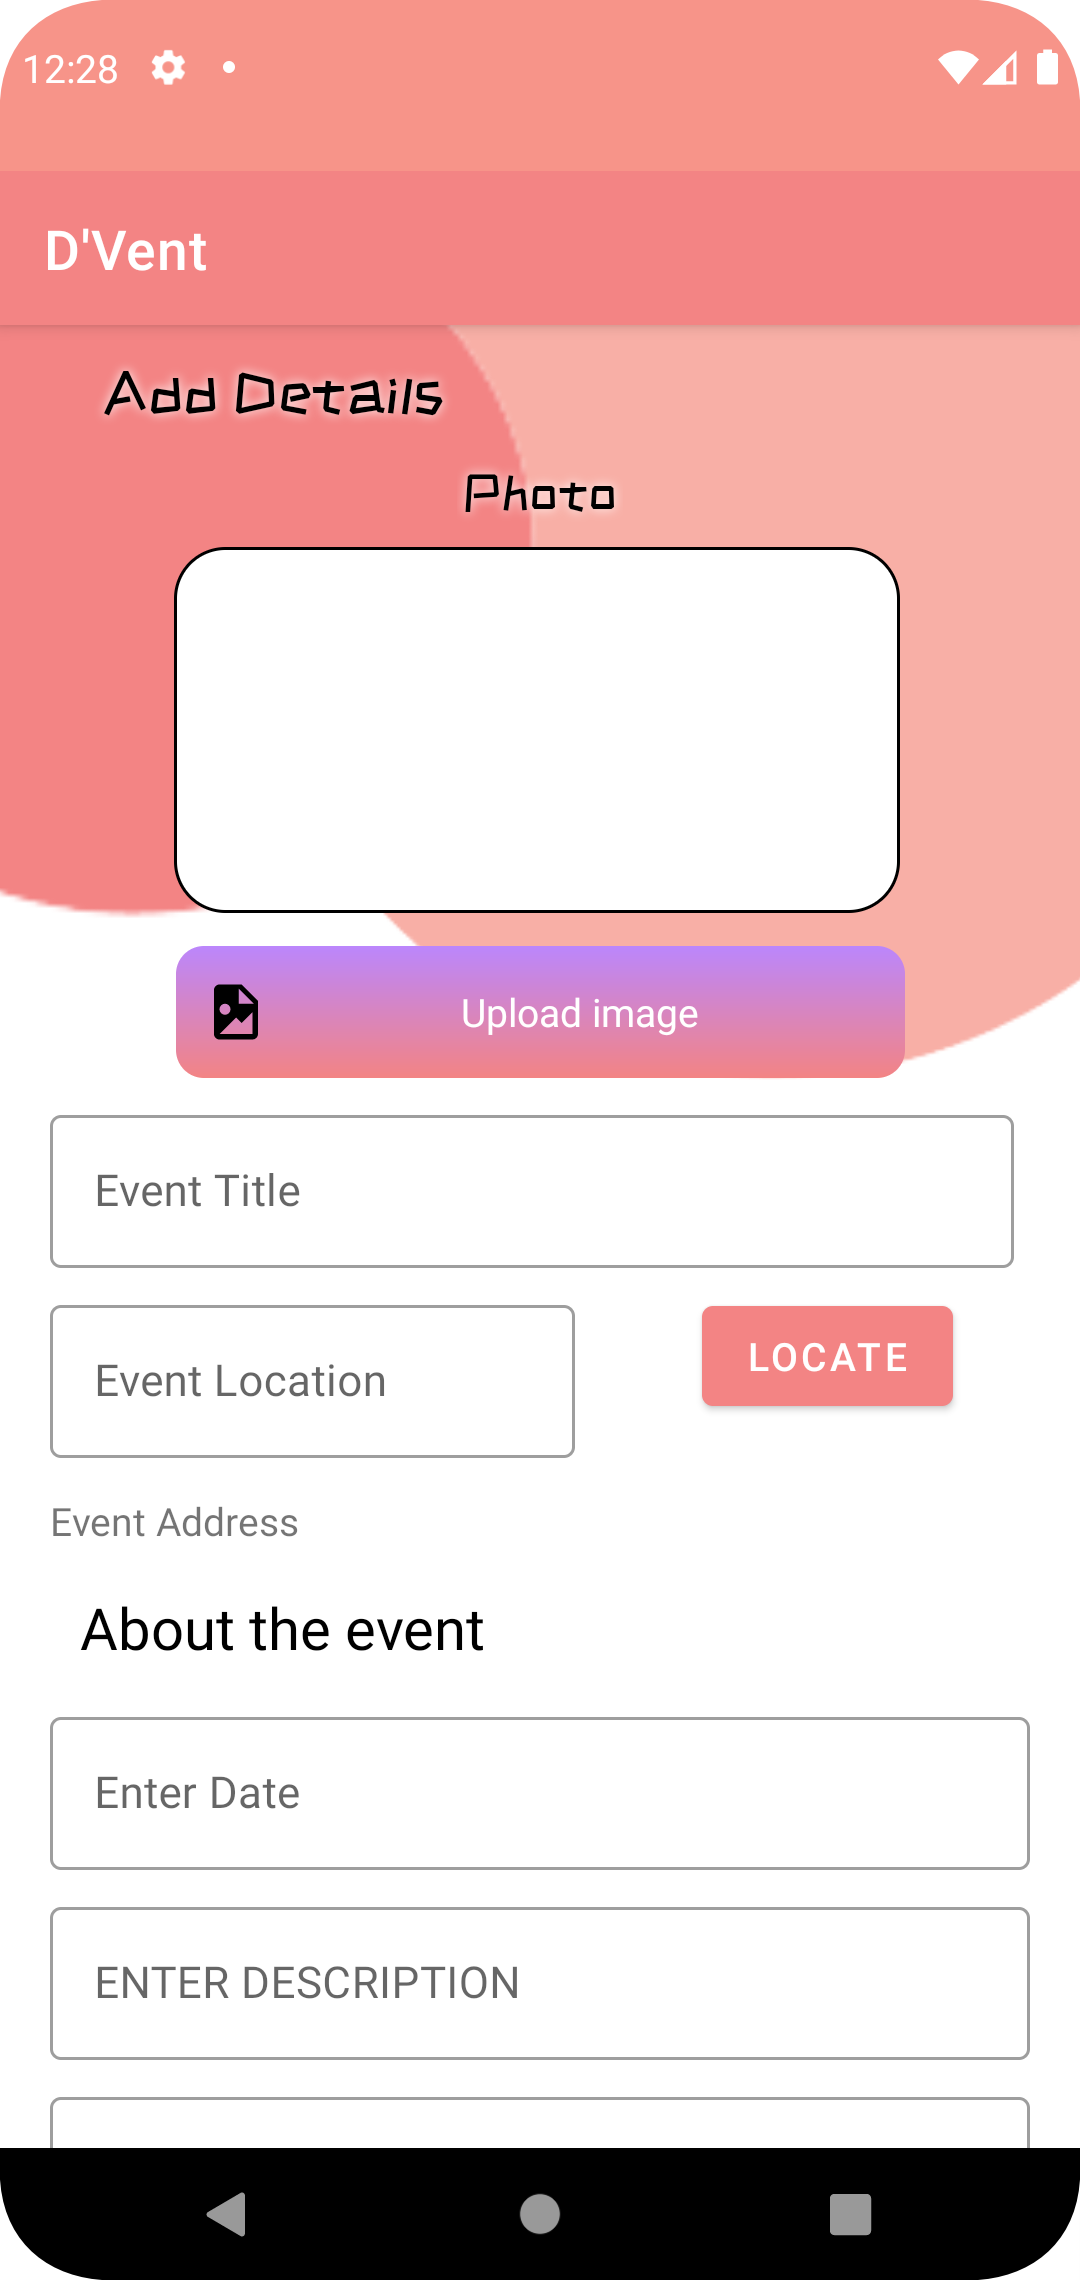 12:28
D'Vent
Add Details
Photo
Upload image
Event Title
Event Location
LOCATE
Event Address
About the event
Enter Date
ENTER DESCRIPTION